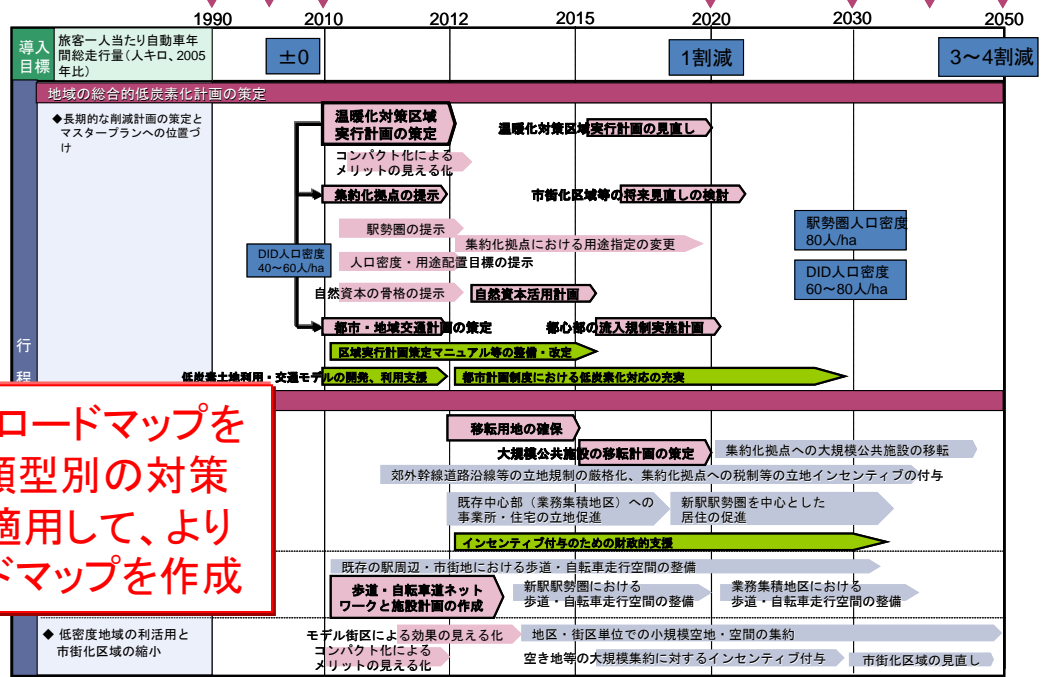 1990 2010 2012 2015 2020 2030 2050
導入
目標
旅客一人当たり自動車年
間総走行量(人キロ、2005
年比)
±0
1割減
3〜4割減
地域の総合的低炭素化計画の策定
◆長期的な削減計画の策定と
マスタープランへの位置づ
け
温暖化対策区域
実行計画の策定
温暖化対策区域実行計画の見直し
コンパクト化による
メリットの見える化
集約化拠点の提示
市街化区域等の将来見直しの検討
駅勢圏の提示
集約化拠点における用途指定の変更
駅勢圏人口密度
80人/ha
DID人口密度
40〜60人/ha
人口密度・用途配置目標の提示
DID人口密度
60〜80人/ha
自然資本の骨格の提示
自然資本活用計画
都市・地域交通計画の策定
都心部の流入規制実施計画
区域実行計画策定マニュアル等の整備・改定
低炭素土地利用・交通モデルの開発、利用支援
都市計画制度における低炭素化対応の充実
行
程
ロードマップを
類型別の対策
適用して、より
ドマップを作成
移転用地の確保
大規模公共施設の移転計画の策定
集約化拠点への大規模公共施設の移転
郊外幹線道路沿線等の立地規制の厳格化、集約化拠点への税制等の立地インセンティブの付与
既存中心部（業務集積地区）への
事業所・住宅の立地促進
新駅駅勢圏を中心とした
居住の促進
インセンティブ付与のための財政的支援
既存の駅周辺・市街地における歩道・自転車走行空間の整備
歩道・自転車道ネット
ワークと施設計画の作成
新駅駅勢圏における
歩道・自転車走行空間の整備
業務集積地区における
歩道・自転車走行空間の整備
◆ 低密度地域の利活用と
市街化区域の縮小
モデル街区による効果の見える化
地区・街区単位での小規模空地・空間の集約
コンパクト化による
メリットの見える化
空き地等の大規模集約に対するインセンティブ付与
市街化区域の見直し